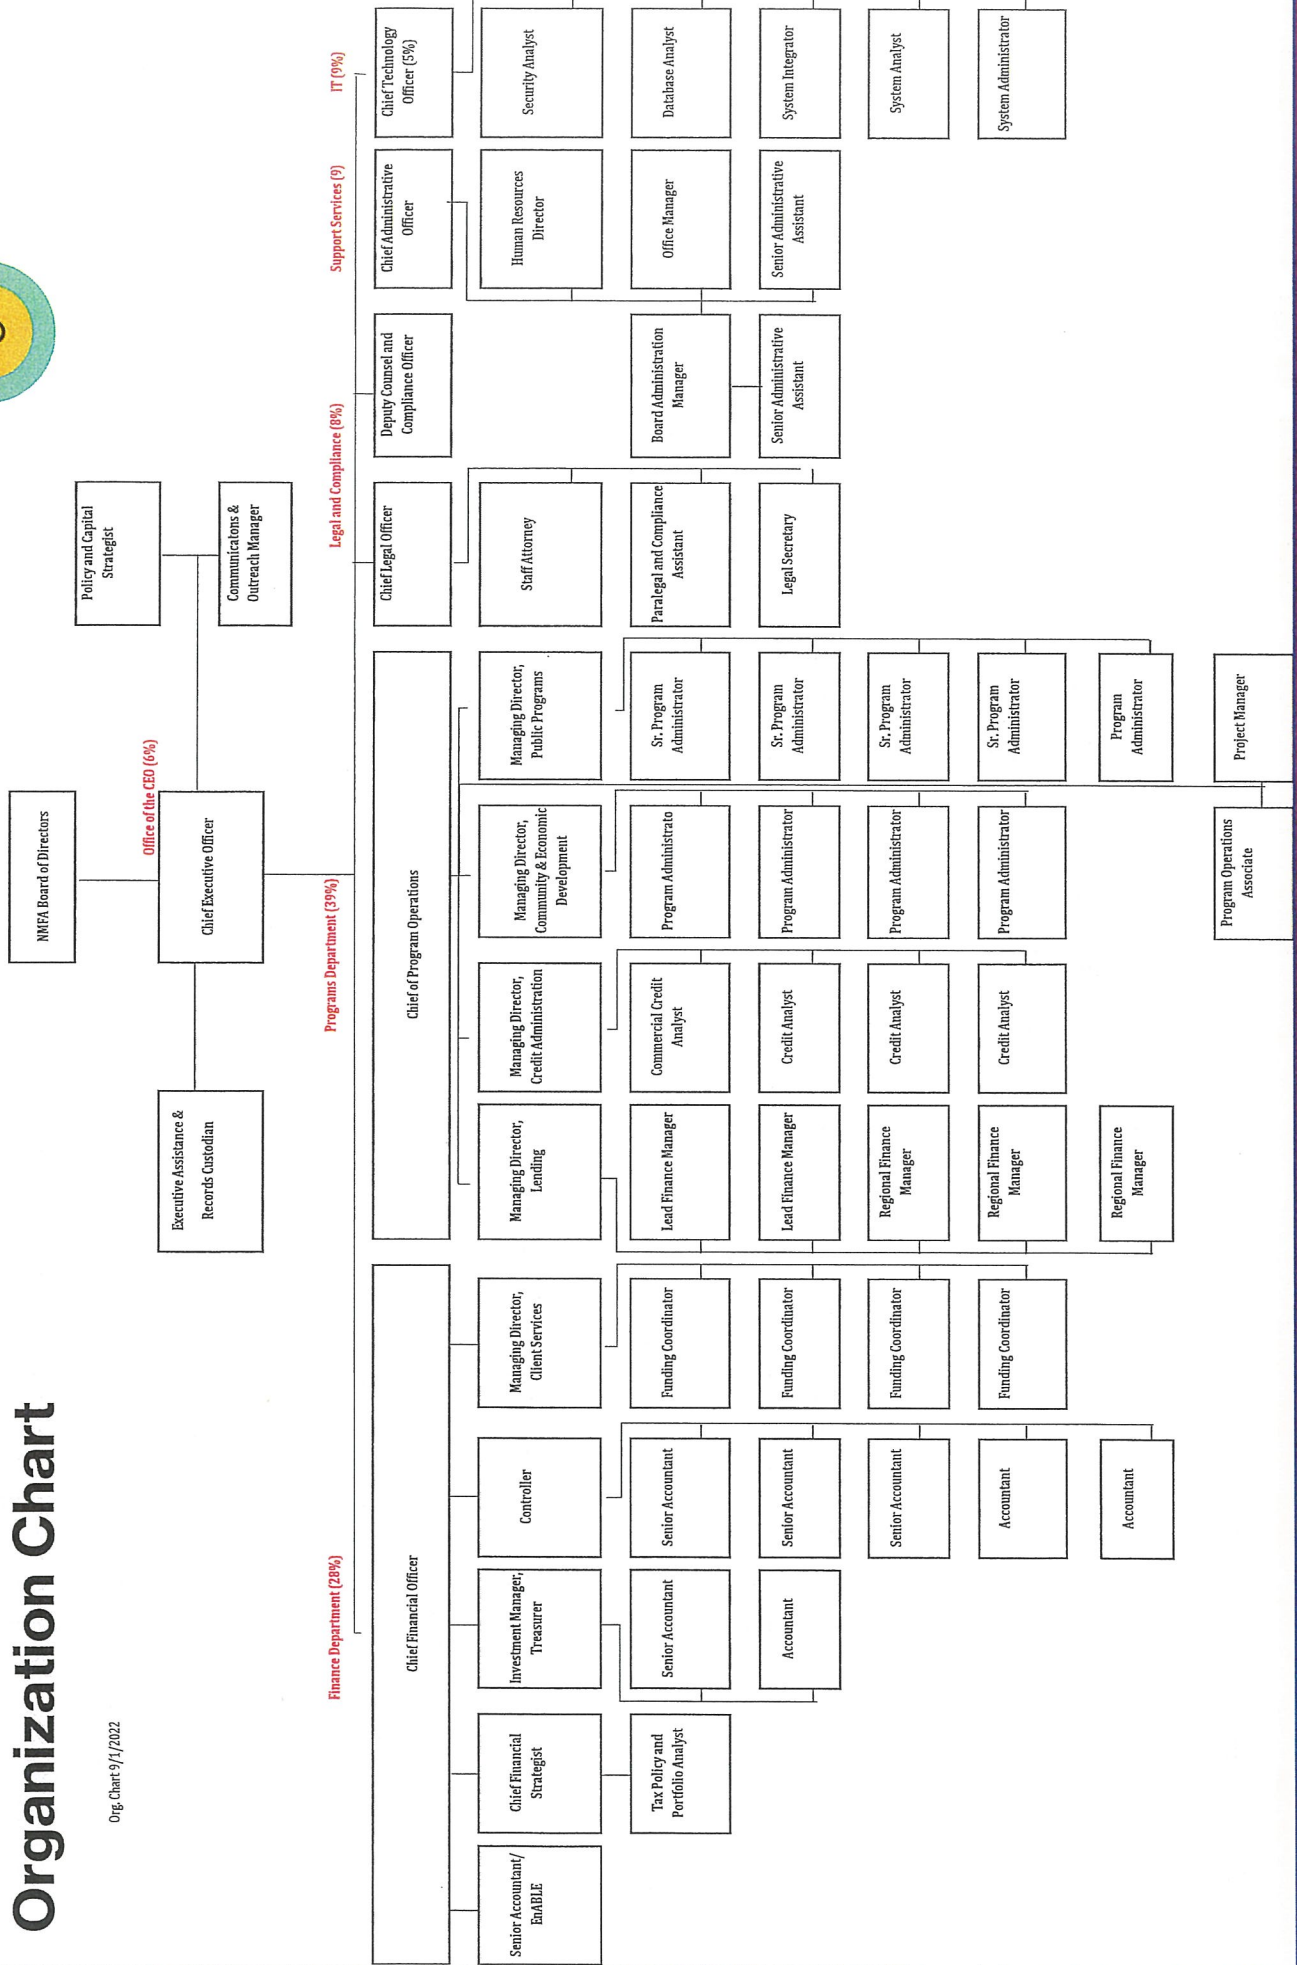 Organization Chart
Org. Chart 9/1/2022
NMFA Board of Directors
Office of the CEO (6%)
Executive Assistance &
Records Custodian
Chief Executive Officer
Policy and Capital
Strategist
Communicatons &
Outreach Manager
Finance Department (28%)
Programs Department (39%)
Legal and Compliance (8%)
Support Services (9)
IT (9%)
Chief Financial Officer
Chief of Program Operations
Chief Legal Officer
Deputy Counsel and
Compliance Officer
Chief Administrative
Officer
Chief Technology
Officer (5%)
Senior Accountant/
EnABLE
Chief Financial
Strategist
Investment Manager,
Treasurer
Controller
Managing Director,
Client Services
Managing Director,
Lending
Managing Director,
Credit Administration
Managing Director,
Community & Economic
Development
Managing Director,
Public Programs
Staff Attorney
Human Resources
Director
Security Analyst
Tax Policy and
Portfolio Analyst
Senior Accountant
Senior Accountant
Funding Coordinator
Lead Finance Manager
Commercial Credit
Analyst
Program Administrato
Sr. Program
Administrator
Paralegal and Compliance
Assistant
Board Administration
Manager
Office Manager
Database Analyst
Accountant
Senior Accountant
Funding Coordinator
Lead Finance Manager
Credit Analyst
Program Administrator
Sr. Program
Administrator
Legal Secretary
Senior Administrative
Assistant
Senior Administrative
Assistant
System Integrator
Senior Accountant
Funding Coordinator
Regional Finance
Manager
Credit Analyst
Program Administrator
Sr. Program
Administrator
System Analyst
Accountant
Funding Coordinator
Regional Finance
Manager
Credit Analyst
Program Administrator
Sr. Program
Administrator
System Administrator
Accountant
Regional Finance
Manager
Program
Administrator
Program Operations
Associate
Project Manager